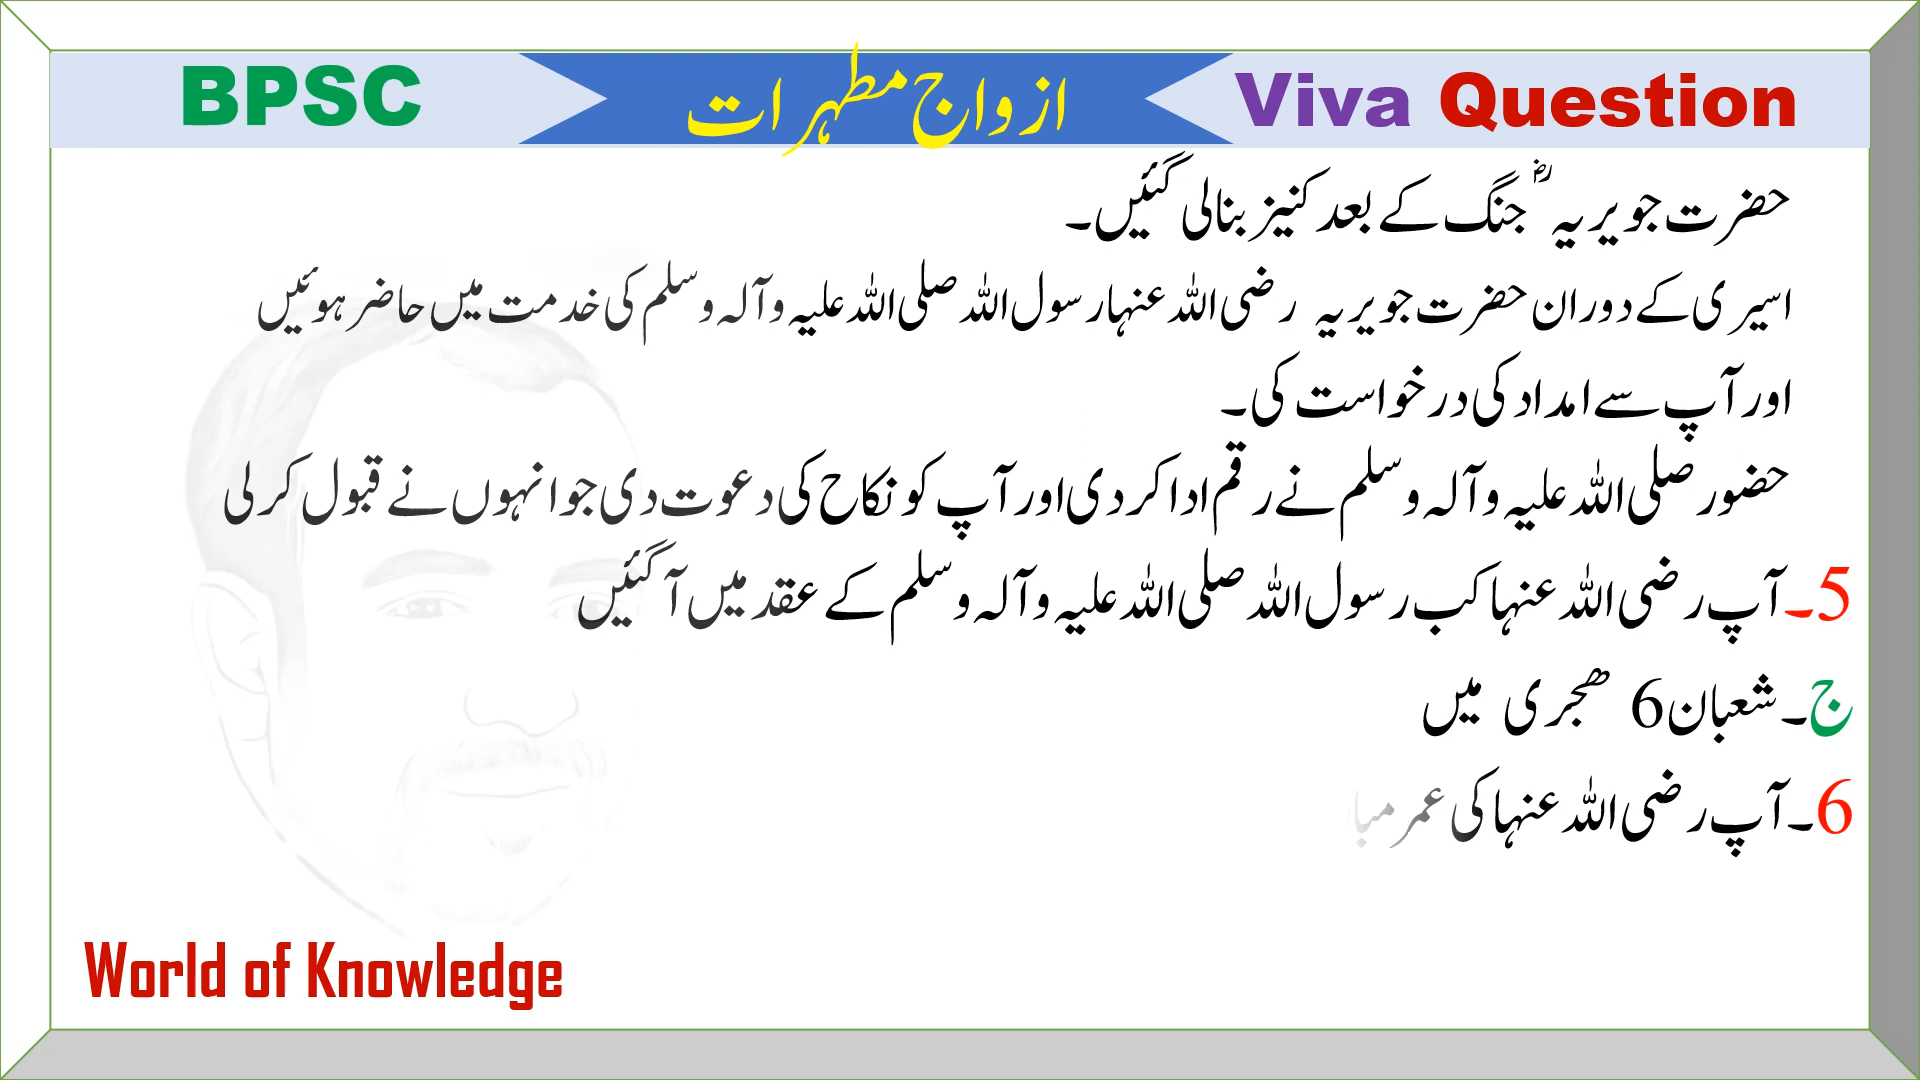 BPSC
ازواج مطہرات
Viva Question
حضرت جویریہ ؓ جنگ کے بعد کنیز بنا لی گئیں۔
اسیری کے دوران حضرت جویریہ رضی اللہ عنہا رسول اللہ صلی اللہ علیہ وآلہ وسلم کی خدمت میں حاضر ہوئیں
اور آپ سے امداد کی درخواست کی۔
حضور صلی اللہ علیہ وآلہ وسلم نے رقم ادا کر دی اور آپ کو نکاح کی دعوت دی جو انہوں نے قبول کر لی
5۔ آپ رضی اللہ عنہا کب رسول اللہ صلی اللہ علیہ وآلہ وسلم کے عقد میں آ گئیں
ج۔ شعبان 6 ھجری میں
6۔ آپ رضی اللہ عنہا کی عمر
World of Knowledge